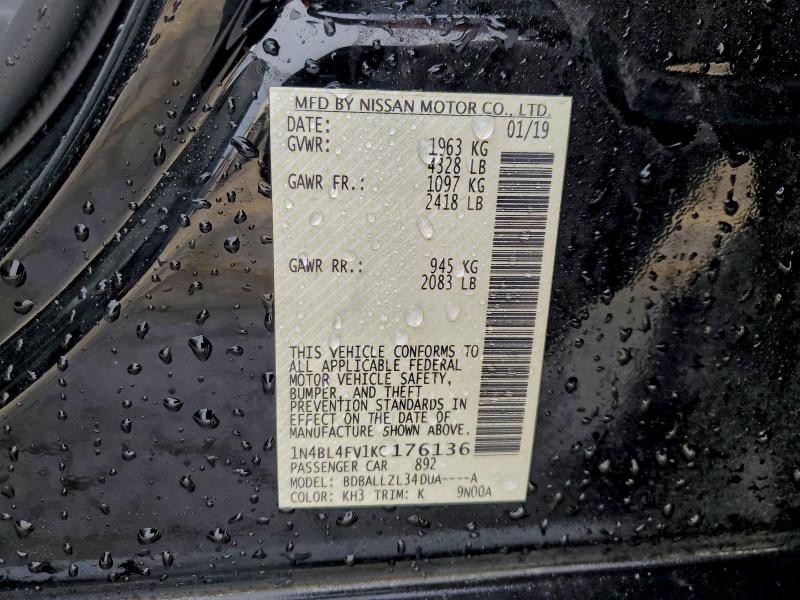 MFD BY NISSAN MOTOR CO., LTD.
DATE: 01/19
GVWR: 1963 KG
4328 LB
GAWR FR.: 1097 KG
2418 LB
GAWR RR.: 945 KG
2083 LB
THIS VEHICLE CONFORMS TO
ALL APPLICABLE FEDERAL
MOTOR VEHICLE SAFETY,
BUMPER, AND THEFT
PREVENTION STANDARDS IN
EFFECT ON THE DATE OF
MANUFACTURE SHOWN ABOVE.
1N4BL4FV1KC176136
PASSENGER CAR 892
MODEL: BDBALLZL34DUA----A
COLOR: KH3 TRIM: K 9N00A